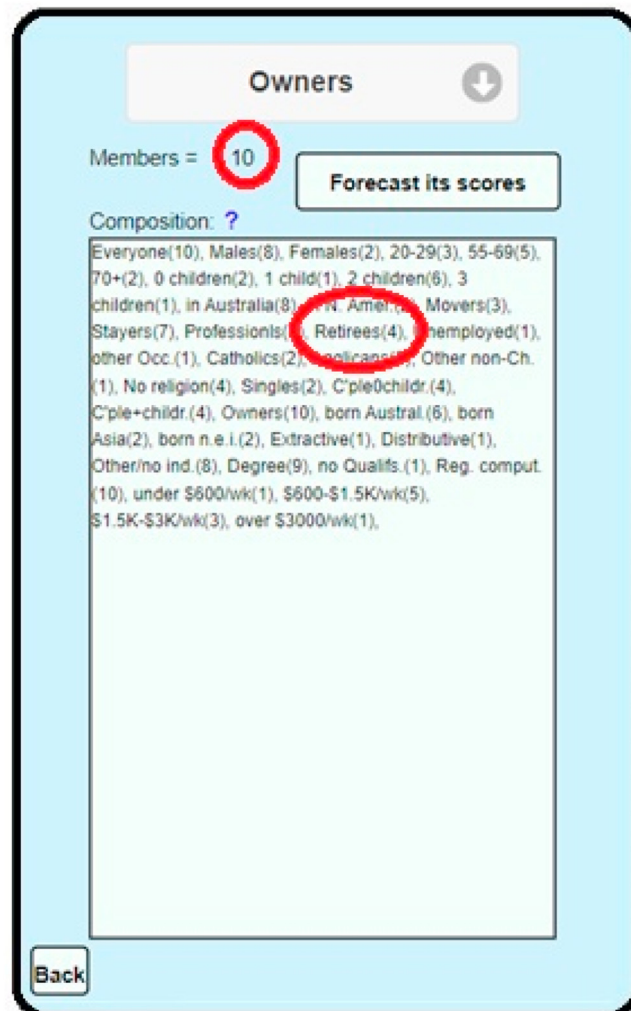 Owners
Members = 10
Forecast its scores
Composition: ?
Everyone(10), Males(8), Females(2), 20-29(3), 55-69(5),
70+(2), 0 children(2), 1 child(1), 2 children(6), 3
children(1), in Australia(8), N. Amer. Movers(3),
Stayers(7), Professionls( Retirees(4), Unemployed(1),
other Occ.(1), Catholics(2), Anglicans( Other non-Ch.
(1), No religion(4), Singles(2), C'ple0childr.(4),
C'ple+childr.(4), Owners(10), born Austral.(6), born
Asia(2), born n.e.i.(2), Extractive(1), Distributive(1),
Other/no ind.(8), Degree(9), no Qualifs.(1), Reg. comput.
(10), under $600/wk(1), $600-$1.5K/wk(5),
$1.5K-$3K/wk(3), over $3000/wk(1),
Back